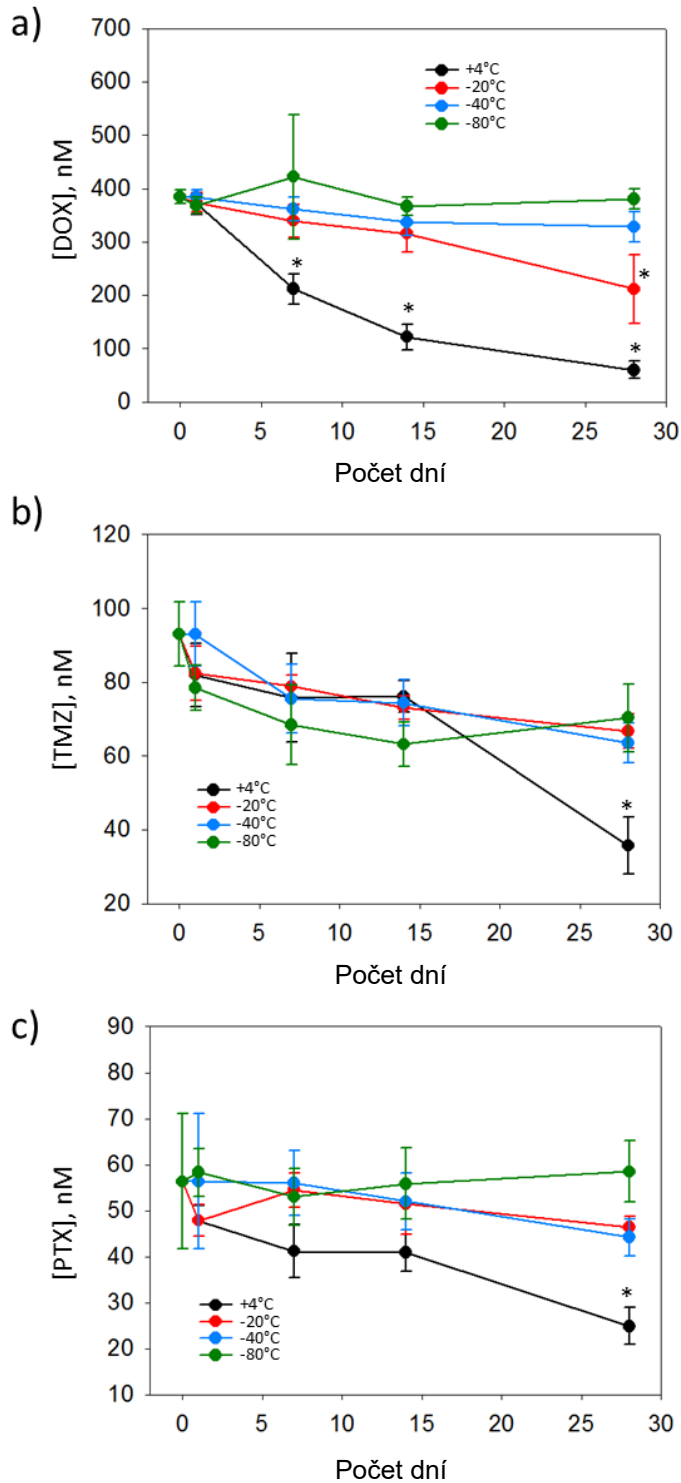 a)
700
600
500
400
300
200
100
0
[DOX], nM
+4°C
-20°C
-40°C
-80°C
*
*
*
*
0 5 10 15 20 25 30
Počet dní
b)
120
100
80
60
40
20
[TMZ], nM
+4°C
-20°C
-40°C
-80°C
*
0 5 10 15 20 25 30
Počet dní
c)
90
80
70
60
50
40
30
20
10
[PTX], nM
*
+4°C
-20°C
-40°C
-80°C
0 5 10 15 20 25 30
Počet dní